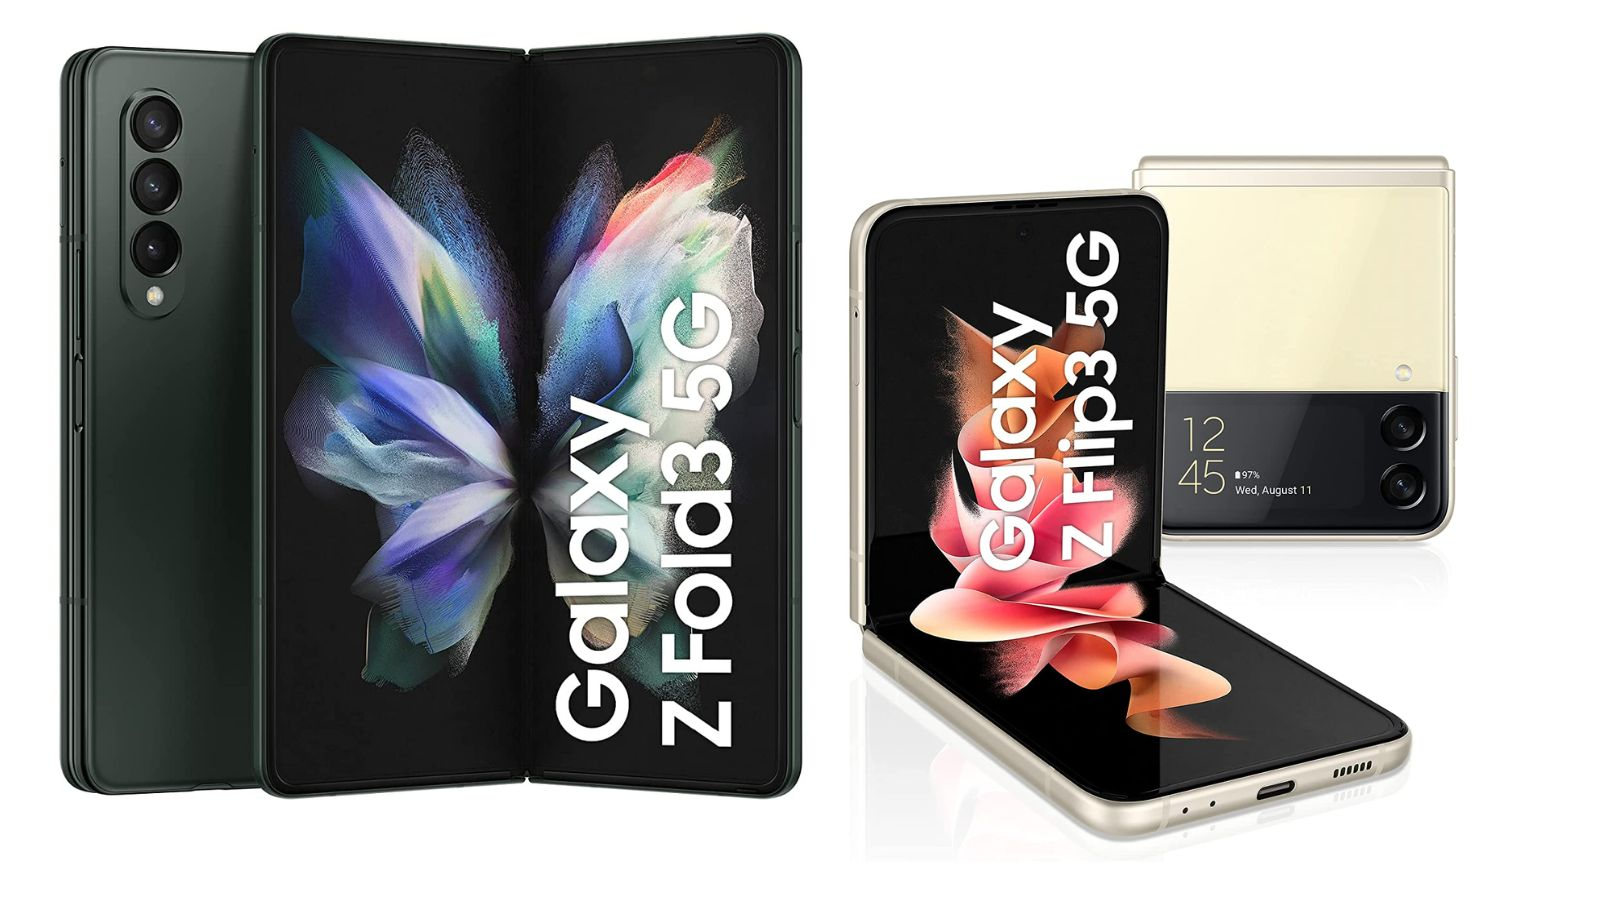 Galaxy
Z Fold3 5G
Galaxy
Z Flip3 5G
12
45
97%
Wed, August 11